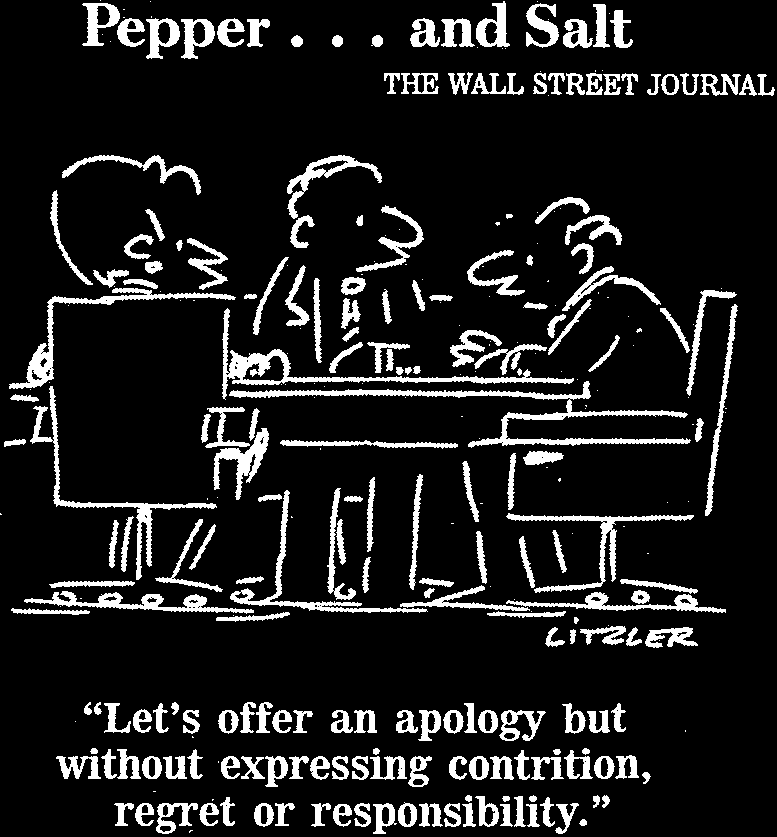 Pepper . . . and Salt
THE WALL STREET JOURNAL
LITZLER
“Let’s offer an apology but
without expressing contrition,
regret or responsibility.”